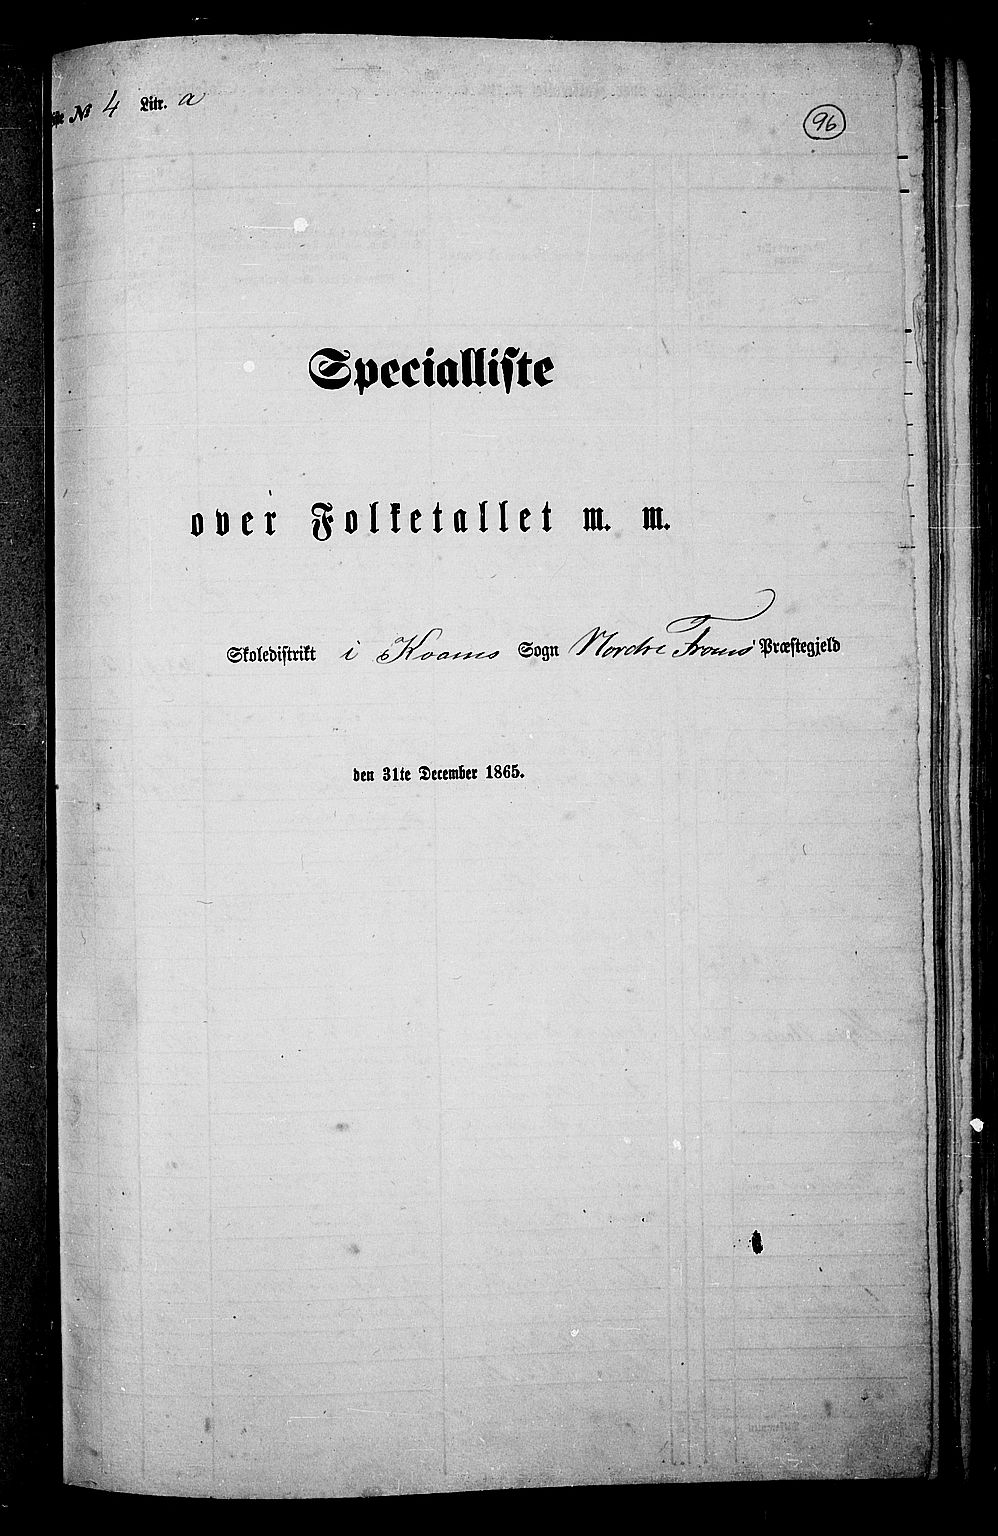 № 4 Litr. a
96
Specialliste
over Folketallet m. m.
Skoledistrikt i Kvams Sogn Nordre Frons Præstegjeld
den 31te December 1865.